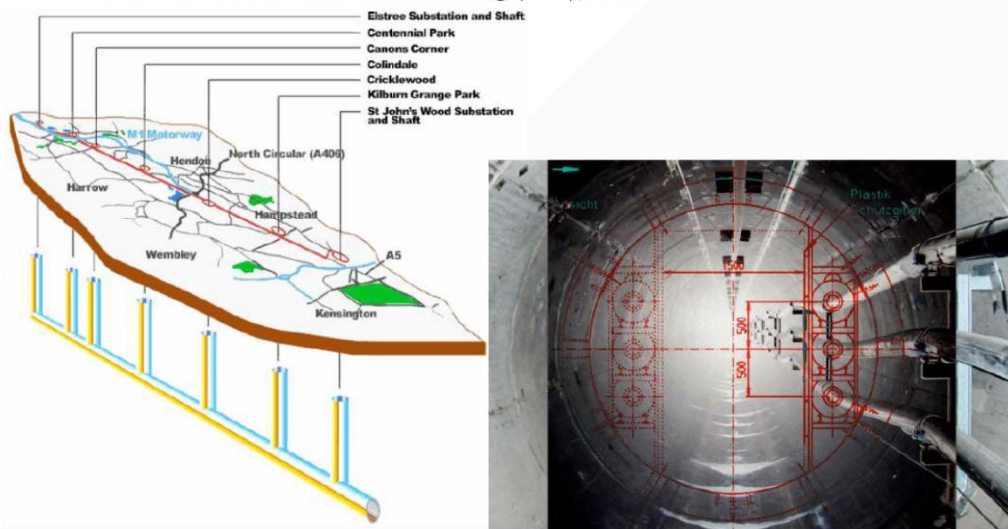 Elstree Substation and Shaft
Centennial Park
Canons Corner
Colindale
Cricklewood
Kilburn Grange Park
St John's Wood Substation
and Shaft
M1 Motorway
Hendon
North Circular (A406)
Harrow
Hampstead
Wembley
A5
Kensington
Plastik
1500
500
500